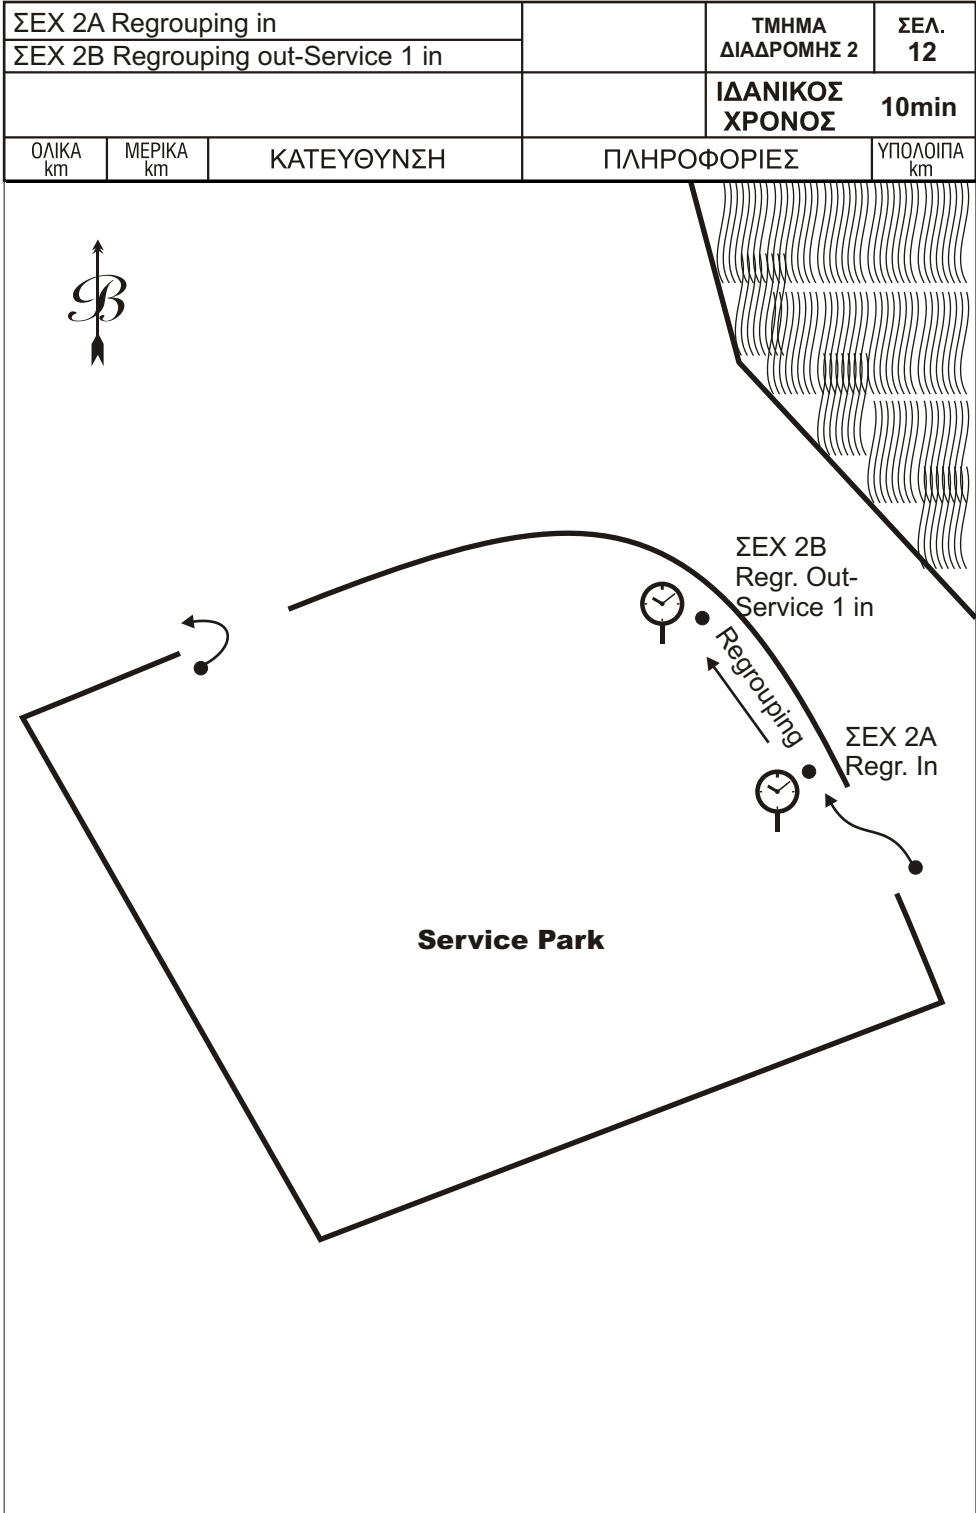 ΣΕΧ 2Α Regrouping in
ΣΕΧ 2Β Regrouping out-Service 1 in
ΤΜΗΜΑ
ΔΙΑΔΡΟΜΗΣ 2
ΣΕΛ.
12
ΙΔΑΝΙΚΟΣ
ΧΡΟΝΟΣ
10min
ΟΛΙΚΑ
km
ΜΕΡΙΚΑ
km
ΚΑΤΕΥΘΥΝΣΗ
ΠΛΗΡΟΦΟΡΙΕΣ
ΥΠΟΛΟΙΠΑ
km
Β
ΣΕΧ 2Β
Regr. Out-
Service 1 in
Regrouping
ΣΕΧ 2Α
Regr. In
Service Park